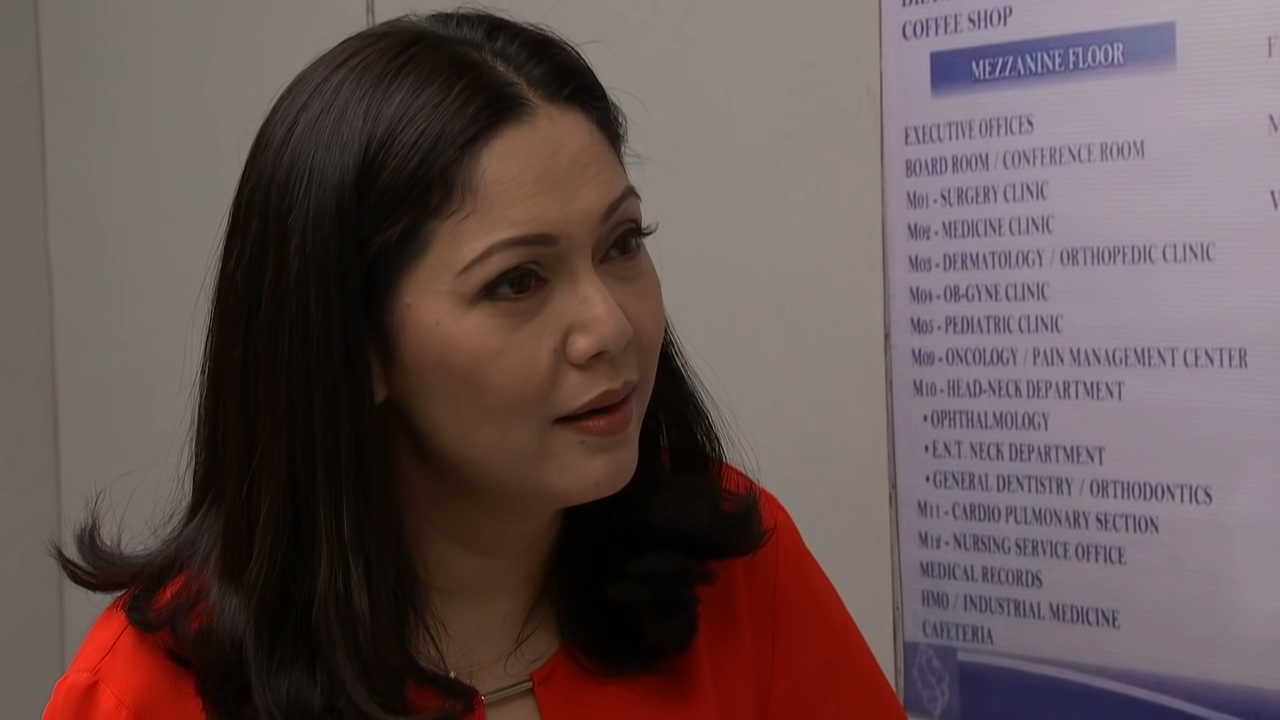 COFFEE SHOP
MEZZANINE FLOOR
EXECUTIVE OFFICES
BOARD ROOM / CONFERENCE ROOM
M01 - SURGERY CLINIC
M02 - MEDICINE CLINIC
M03 - DERMATOLOGY / ORTHOPEDIC CLINIC
M04 - OB-GYNE CLINIC
M05 - PEDIATRIC CLINIC
M09 - ONCOLOGY / PAIN MANAGEMENT CENTER
M10 - HEAD-NECK DEPARTMENT
• OPHTHALMOLOGY
• E.N.T. NECK DEPARTMENT
• GENERAL DENTISTRY / ORTHODONTICS
M11 - CARDIO PULMONARY SECTION
M12 - NURSING SERVICE OFFICE
MEDICAL RECORDS
HMO / INDUSTRIAL MEDICINE
CAFETERIA